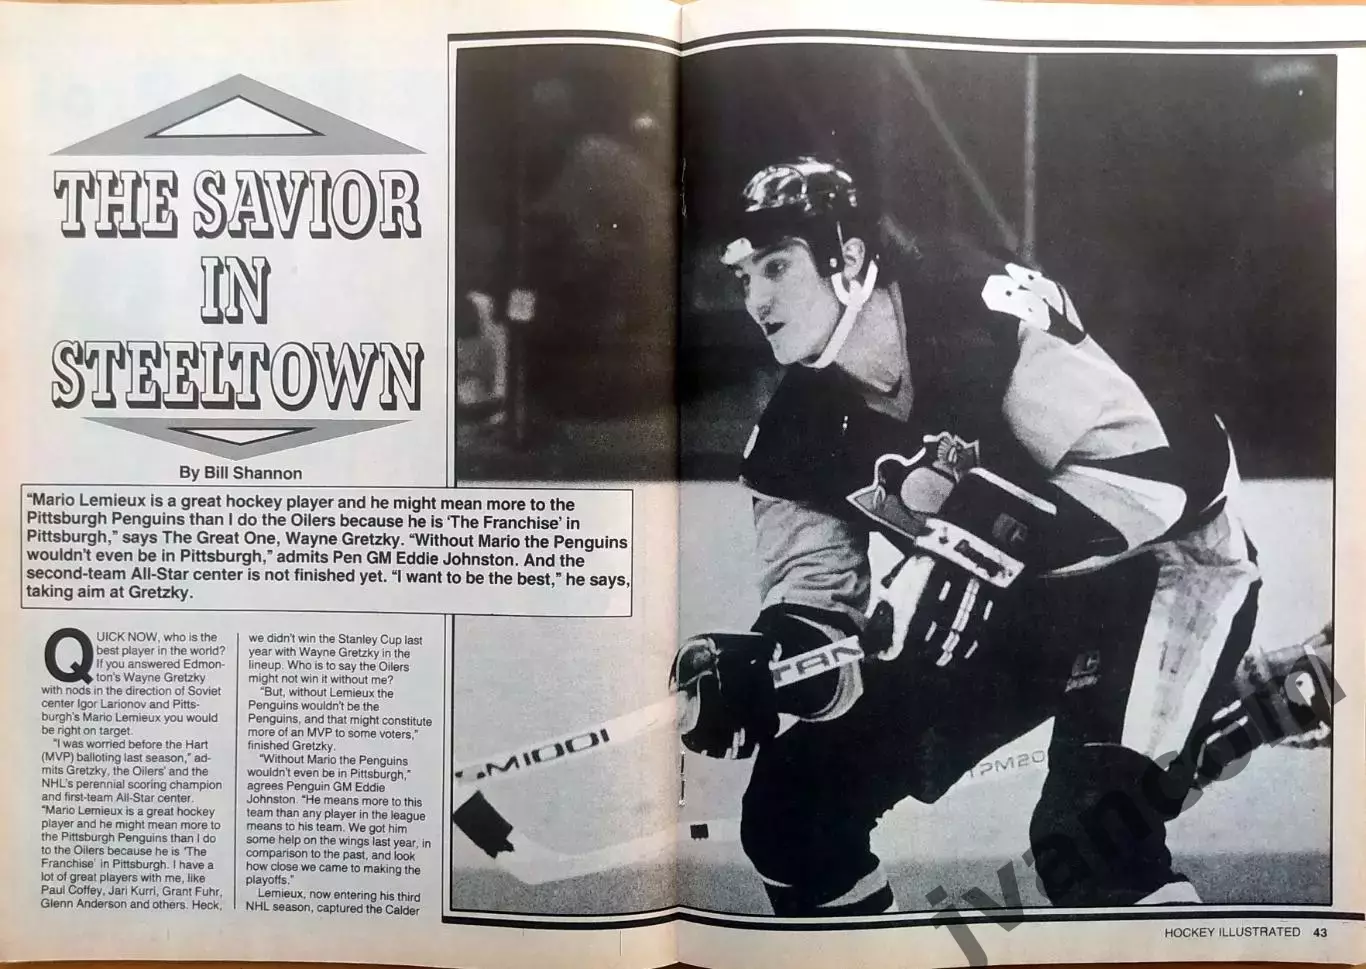 THE SAVIOR
IN
STEELTOWN
By Bill Shannon
“Mario Lemieux is a great hockey player and he might mean more to the
Pittsburgh Penguins than I do the Oilers because he is ‘The Franchise’ in
Pittsburgh,” says The Great One, Wayne Gretzky. “Without Mario the Penguins
wouldn’t even be in Pittsburgh,” admits Pen GM Eddie Johnston. And the
second-team All-Star center is not finished yet. “I want to be the best,” he says,
taking aim at Gretzky.
QUICK NOW, who is the
best player in the world?
If you answered Edmon-
ton’s Wayne Gretzky
with nods in the direction of Soviet
center Igor Larionov and Pitts-
burgh’s Mario Lemieux you would
be right on target.
“I was worried before the Hart
(MVP) balloting last season,” ad-
mits Gretzky, the Oilers’ and the
NHL’s perennial scoring champion
and first-team All-Star center.
“Mario Lemieux is a great hockey
player and he might mean more to
the Pittsburgh Penguins than I do
to the Oilers because he is ‘The
Franchise’ in Pittsburgh. I have a
lot of great players with me, like
Paul Coffey, Jari Kurri, Grant Fuhr,
Glenn Anderson and others. Heck,
we didn’t win the Stanley Cup last
year with Wayne Gretzky in the
lineup. Who is to say the Oilers
might not win it without me?
“But, without Lemieux the
Penguins wouldn’t be the
Penguins, and that might constitute
more of an MVP to some voters,”
finished Gretzky.
“Without Mario the Penguins
wouldn’t even be in Pittsburgh,”
agrees Penguin GM Eddie
Johnston. “He means more to this
team than any player in the league
means to his team. We got him
some help on the wings last year, in
comparison to the past, and look
how close we came to making the
playoffs.”
Lemieux, now entering his third
NHL season, captured the Calder
TPM20
HOCKEY ILLUSTRATED 43
jvancoin